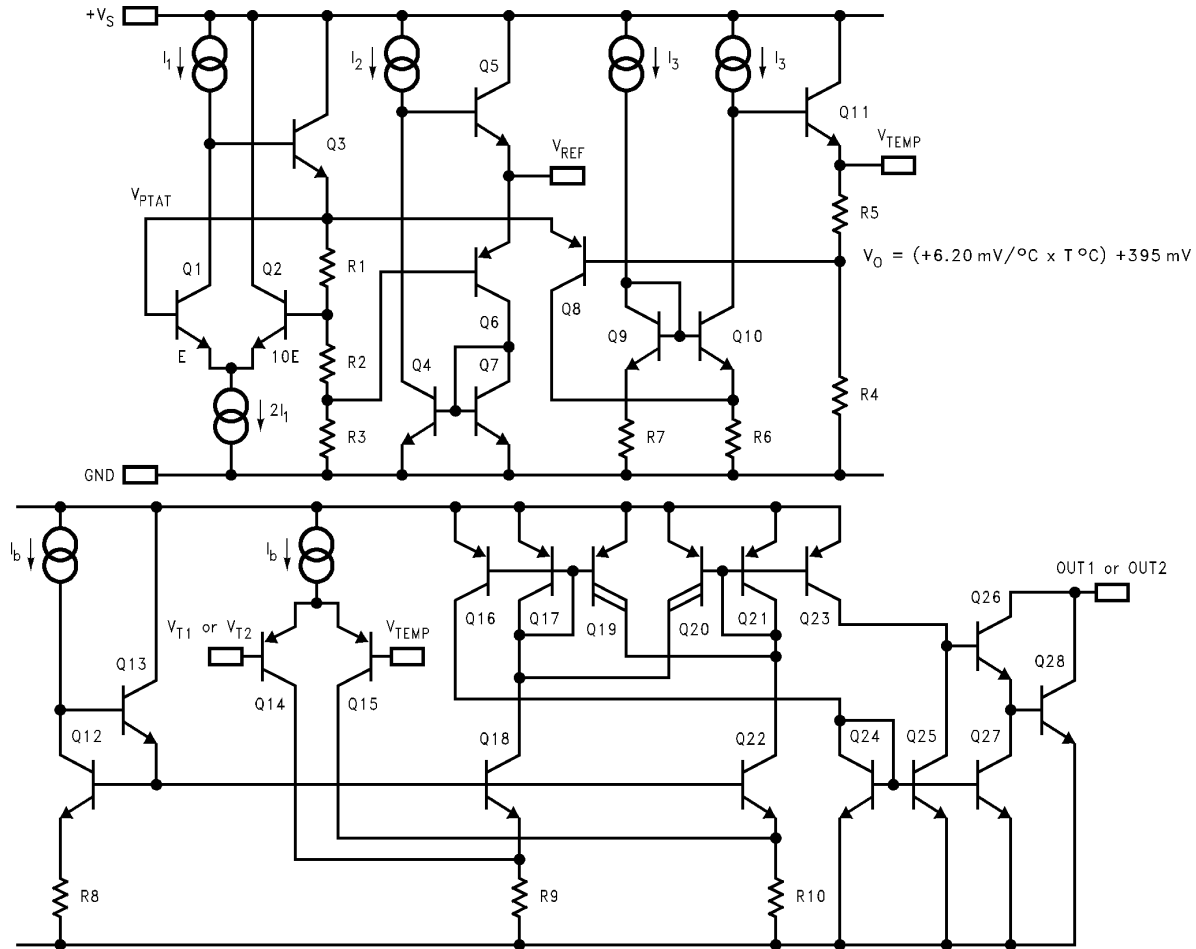 +VS
I1
I2
Q5
I3
I3
Q11
Q3
VREF
VTEMP
VPTAT
R5
Q1
Q2
R1
VO = (+6.20 mV/°C x T °C) +395 mV
Q6
Q8
Q9
Q10
E
10E
R2
Q4
Q7
R4
2I1
R3
R7
R6
GND
Ib
Ib
Q26
OUT1 or OUT2
Q16
Q17
Q19
Q20
Q21
Q23
VT1 or VT2
VTEMP
Q13
Q28
Q14
Q15
Q12
Q18
Q22
Q24
Q25
Q27
R8
R9
R10